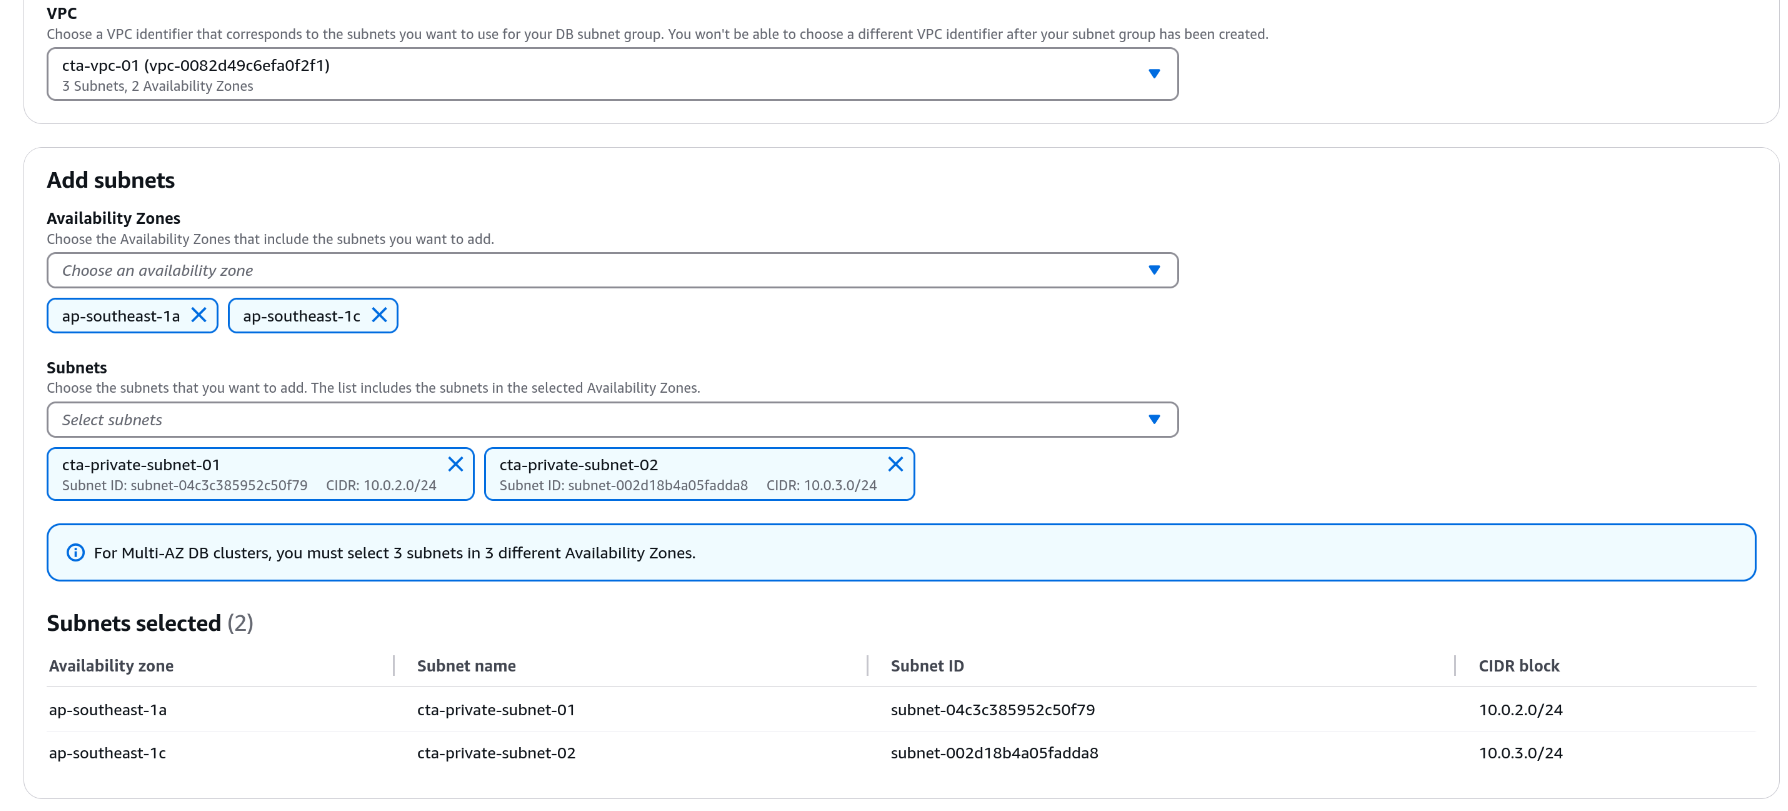 VPC
Choose a VPC identifier that corresponds to the subnets you want to use for your DB subnet group. You won't be able to choose a different VPC identifier after your subnet group has been created.
cta-vpc-01 (vpc-0082d49c6efa0f2f1)
3 Subnets, 2 Availability Zones
Add subnets
Availability Zones
Choose the Availability Zones that include the subnets you want to add.
Choose an availability zone
ap-southeast-1a ap-southeast-1c
Subnets
Choose the subnets that you want to add. The list includes the subnets in the selected Availability Zones.
Select subnets
cta-private-subnet-01 cta-private-subnet-02
Subnet ID: subnet-04c3c385952c50f79 CIDR: 10.0.2.0/24 Subnet ID: subnet-002d18b4a05fadda8 CIDR: 10.0.3.0/24
For Multi-AZ DB clusters, you must select 3 subnets in 3 different Availability Zones.
Subnets selected (2)
Availability zone Subnet name Subnet ID CIDR block
ap-southeast-1a cta-private-subnet-01 subnet-04c3c385952c50f79 10.0.2.0/24
ap-southeast-1c cta-private-subnet-02 subnet-002d18b4a05fadda8 10.0.3.0/24